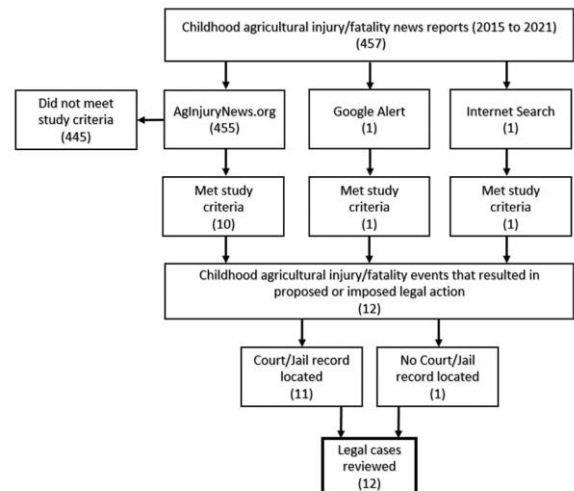 Childhood agricultural injury/fatality news reports (2015 to 2021)
(457)
Did not meet
study criteria
(445)
AgInjuryNews.org
(455)
Google Alert
(1)
Internet Search
(1)
Met study
criteria
(10)
Met study
criteria
(1)
Met study
criteria
(1)
Childhood agricultural injury/fatality events that resulted in
proposed or imposed legal action
(12)
Court/Jail record
located
(11)
No Court/Jail
record located
(1)
Legal cases
reviewed
(12)